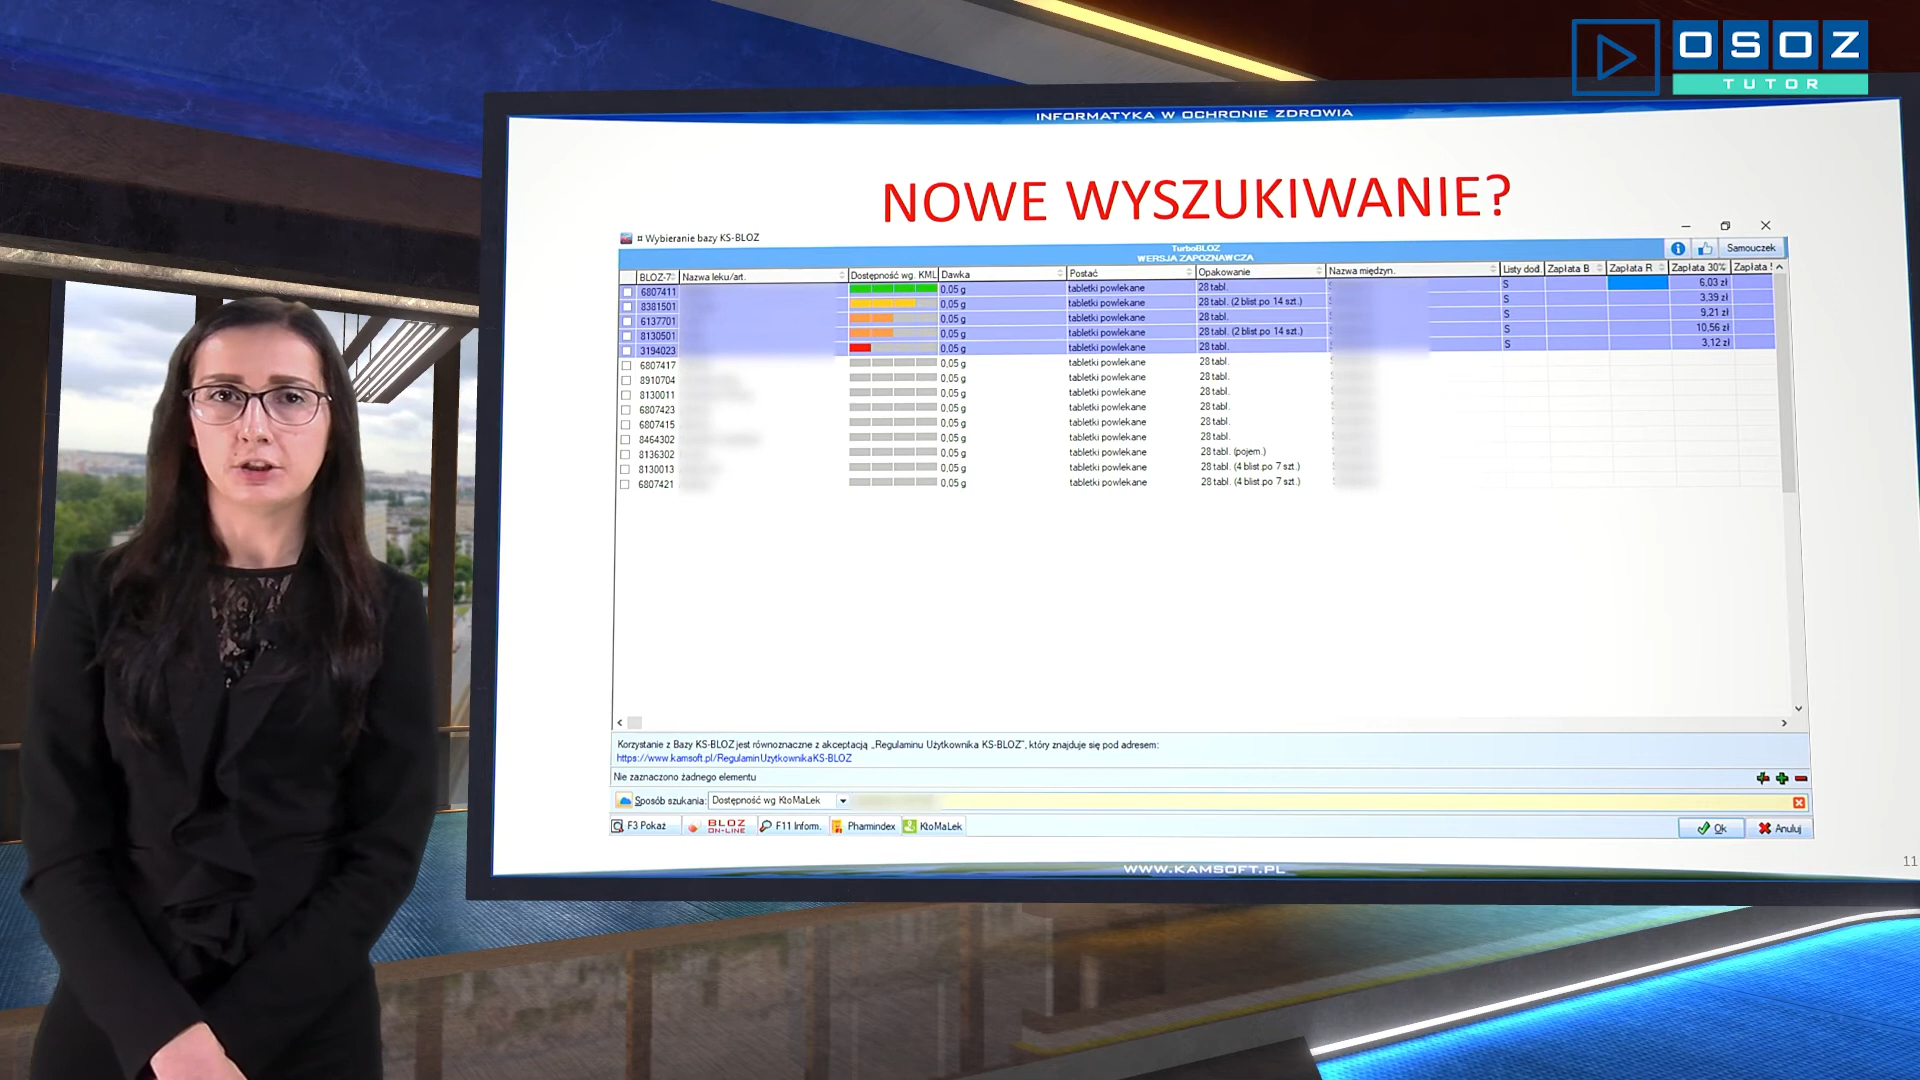 OSOZ
TUTOR
INFORMATYKA W OCHRONIE ZDROWIA
NOWE WYSZUKIWANIE?
Wybieranie bazy KS-BLOZ
TurboBLOZ
WERSJA ZAPOZNAWCZA
Samouczek
BLOZ-7 Nazwa leku/art. Dostępność wg. KML Dawka Postać Opakowanie Nazwa międzyn. Listy dod. Zapłata B Zapłata R Zapłata 30% Zapłata
6807411 0,05 g tabletki powlekane 28 tabl. S 6,03 zł
8381501 0,05 g tabletki powlekane 28 tabl. (2 blist po 14 szt.) S 3,39 zł
6137701 0,05 g tabletki powlekane 28 tabl. S 9,21 zł
8130501 0,05 g tabletki powlekane 28 tabl. (2 blist po 14 szt.) S 10,56 zł
3194023 0,05 g tabletki powlekane 28 tabl. S 3,12 zł
6807417 0,05 g tabletki powlekane 28 tabl.
8910704 0,05 g tabletki powlekane 28 tabl.
8130011 0,05 g tabletki powlekane 28 tabl.
6807423 0,05 g tabletki powlekane 28 tabl.
6807415 0,05 g tabletki powlekane 28 tabl.
8464302 0,05 g tabletki powlekane 28 tabl.
8136302 0,05 g tabletki powlekane 28 tabl. (pojem.)
8130013 0,05 g tabletki powlekane 28 tabl. (4 blist.po 7 szt.)
6807421 0,05 g tabletki powlekane 28 tabl. (4 blist.po 7 szt.)
Korzystanie z Bazy KS-BLOZ jest równoznaczne z akceptacją „Regulaminu Użytkownika KS-BLOZ”, który znajduje się pod adresem:
https://www.kamsoft.pl/RegulaminUzytkownikaKS-BLOZ
Nie zaznaczono żadnego elementu
Sposób szukania: Dostępność wg KtoMaLek
F3 Pokaż BLOZ ON-LINE F11 Inform. Pharmindex KtoMaLek Ok Anuluj
11
WWW.KAMSOFT.PL